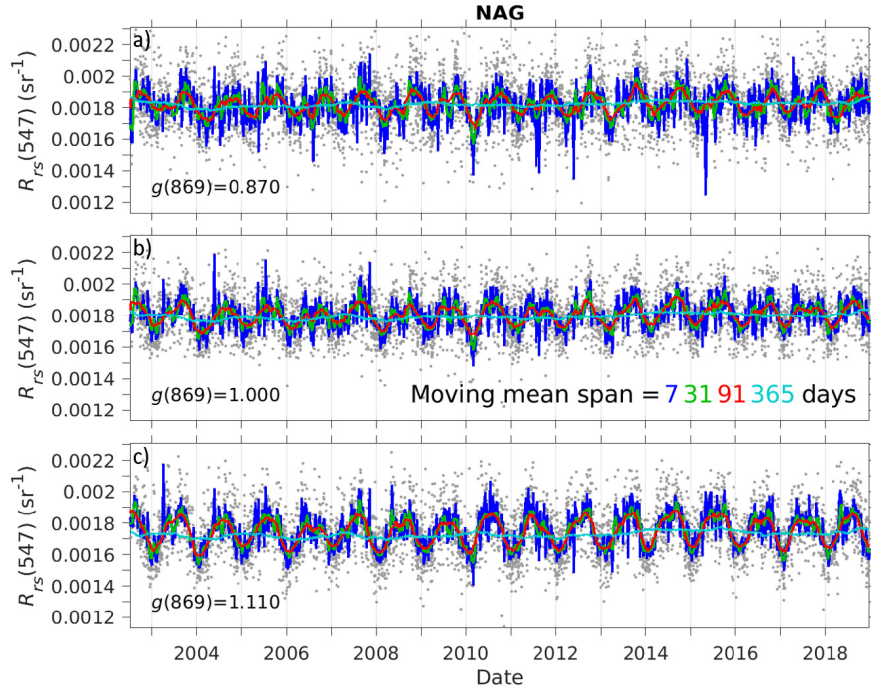 NAG
a)
0.0022
0.002
0.0018
0.0016
0.0014
0.0012
R_rs(547) (sr⁻¹)
g(869)=0.870
b)
0.0022
0.002
0.0018
0.0016
0.0014
0.0012
R_rs(547) (sr⁻¹)
g(869)=1.000
Moving mean span = 7 31 91 365 days
c)
0.0022
0.002
0.0018
0.0016
0.0014
0.0012
R_rs(547) (sr⁻¹)
g(869)=1.110
2004 2006 2008 2010 2012 2014 2016 2018
Date